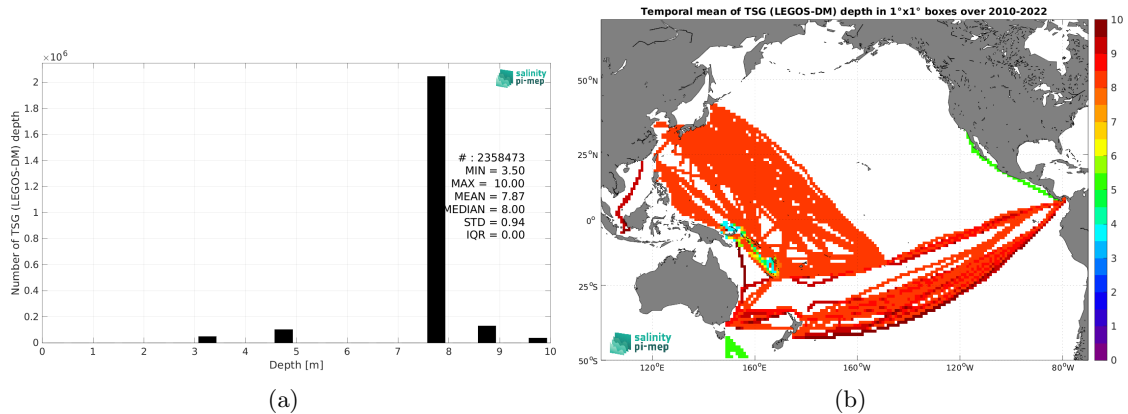 ×10⁶
2
1.8
1.6
1.4
1.2
1
0.8
0.6
0.4
0.2
0
Number of TSG (LEGOS-DM) depth
salinity
pi-mep
# : 2358473
MIN = 3.50
MAX = 10.00
MEAN = 7.87
MEDIAN = 8.00
STD = 0.94
IQR = 0.00
0 1 2 3 4 5 6 7 8 9 10
Depth [m]
(a)
Temporal mean of TSG (LEGOS-DM) depth in 1°x1° boxes over 2010-2022
50°N
25°N
0°
25°S
50°S
120°E 160°E 160°W 120°W 80°W
salinity
pi-mep
10
9
8
7
6
5
4
3
2
1
0
(b)